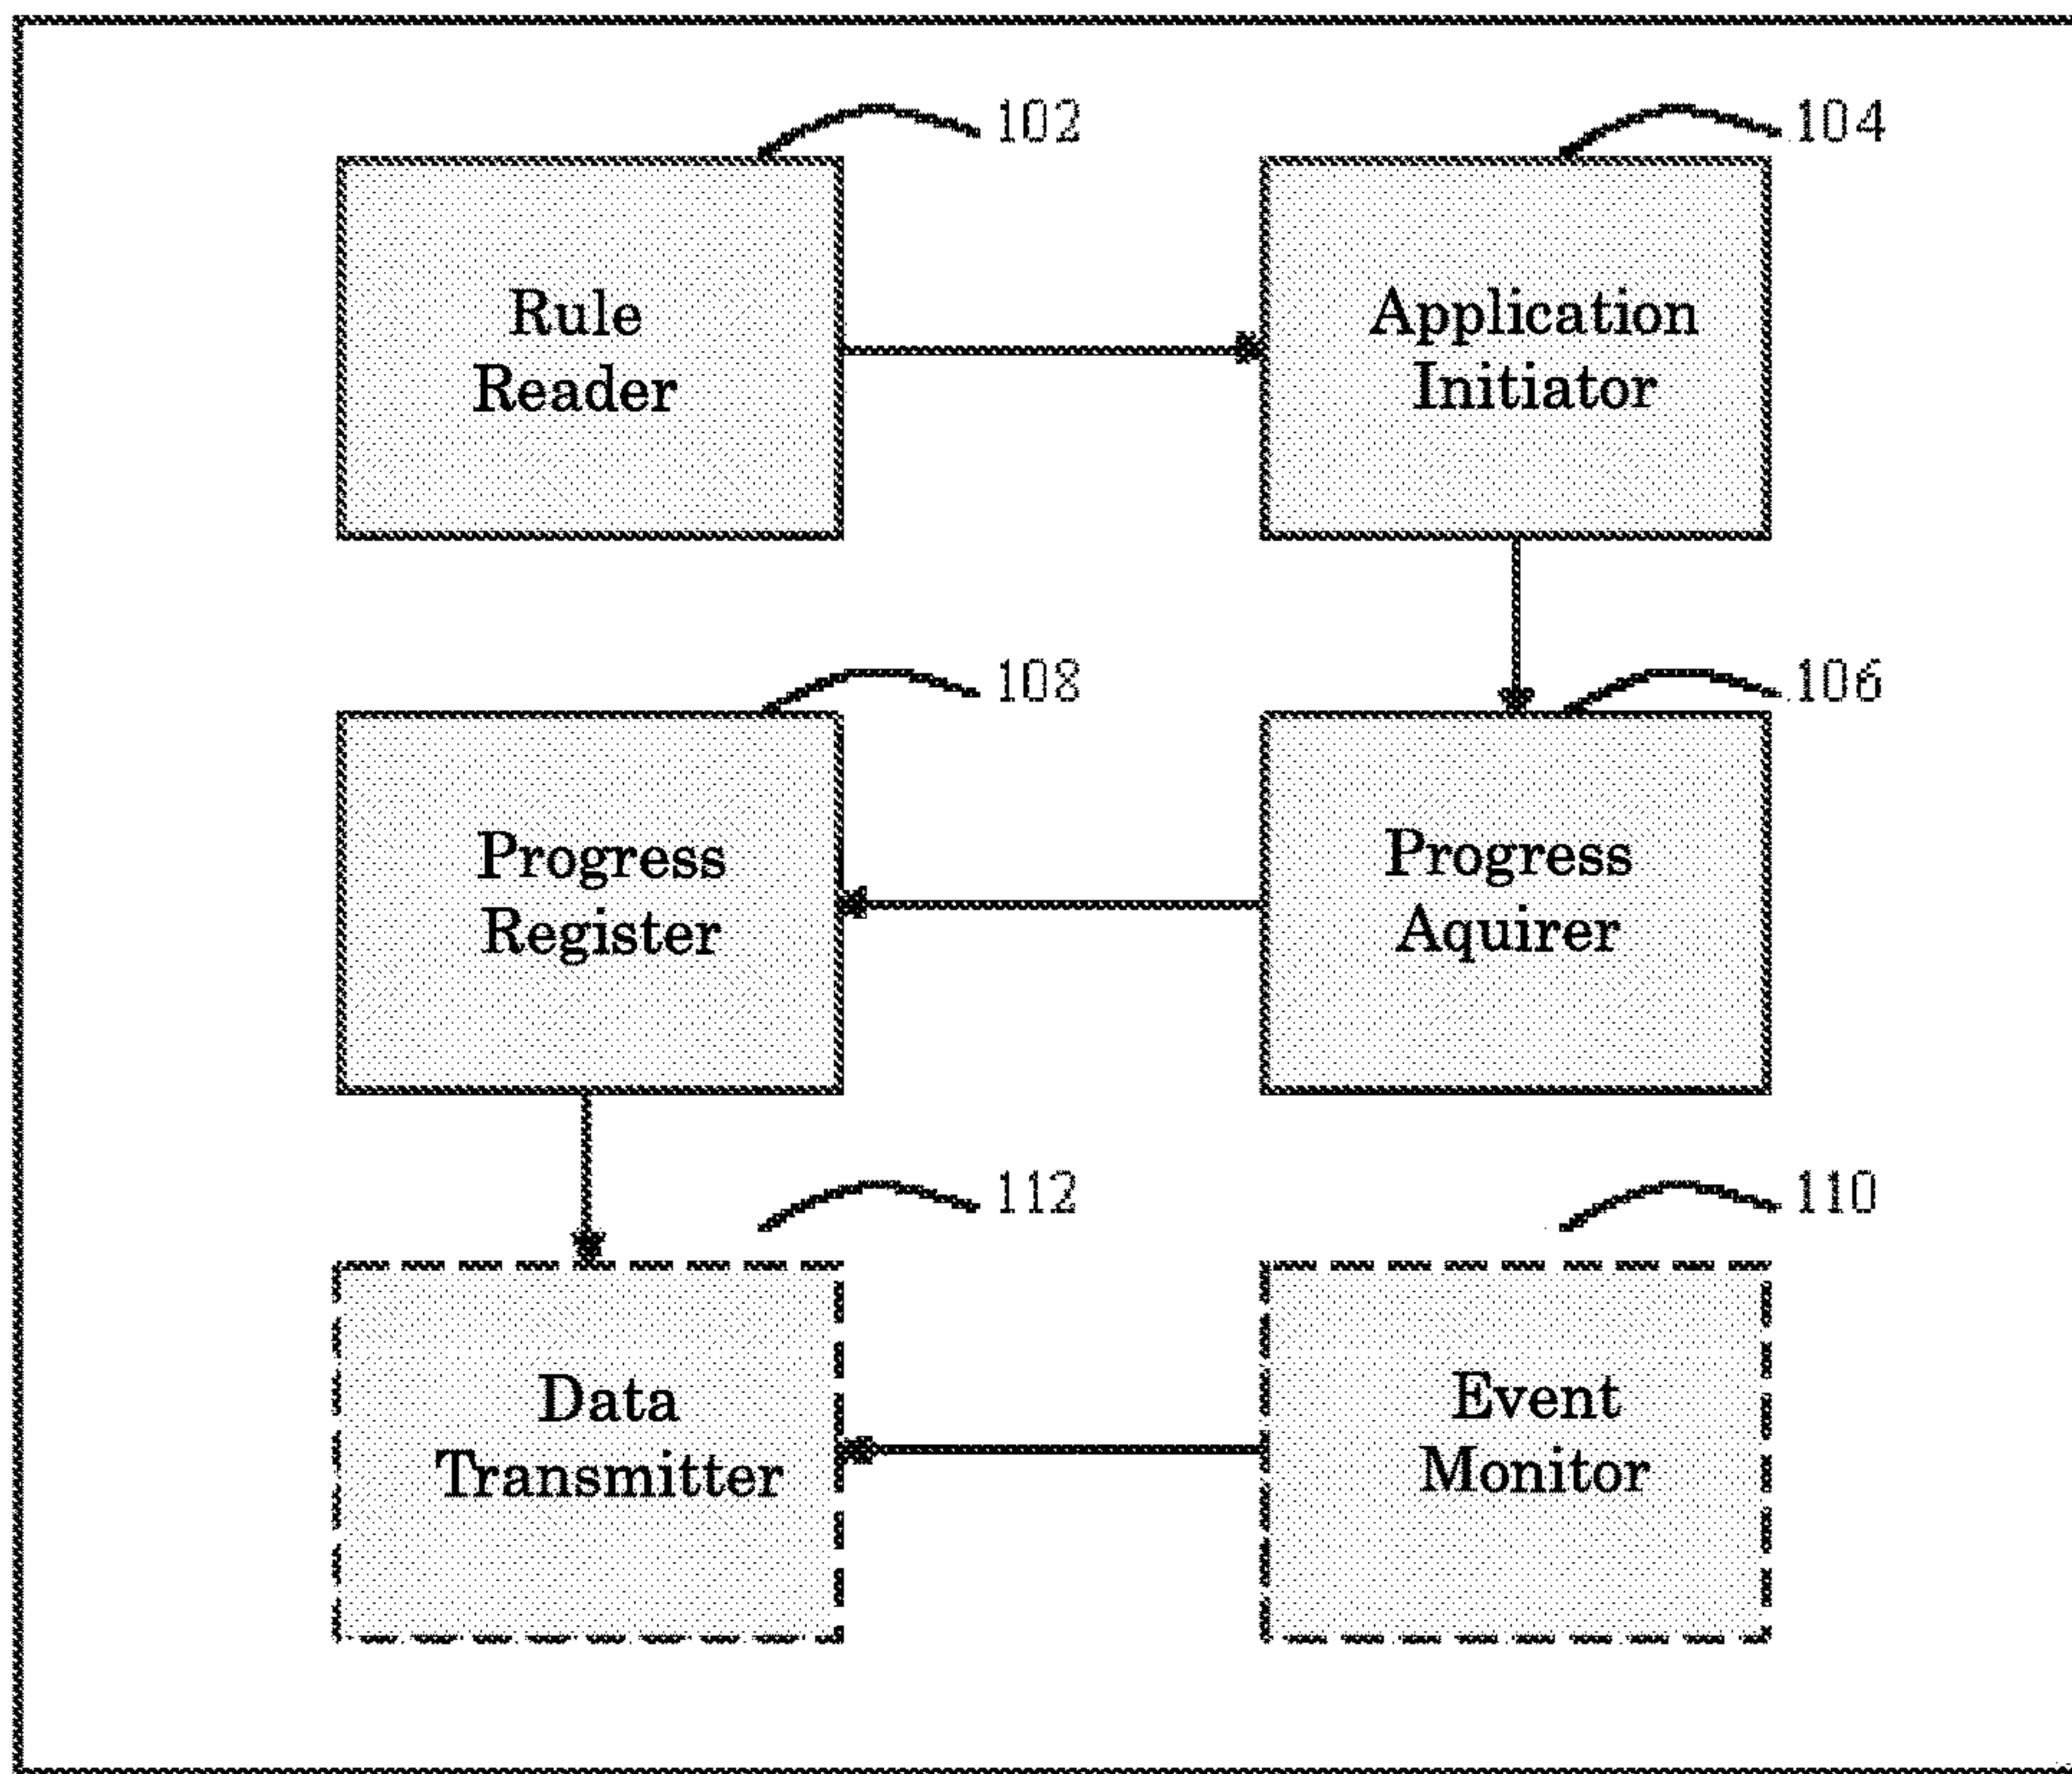 102
104
Rule
Reader
Application
Initiator
108
106
Progress
Register
Progress
Aquirer
112
110
Data
Transmitter
Event
Monitor